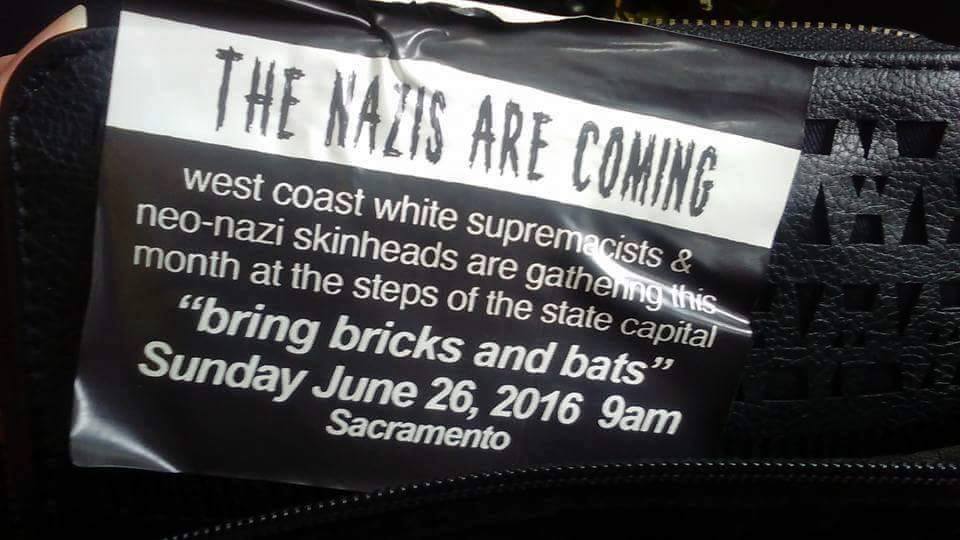 THE NAZIS ARE COMING
west coast white supremacists &
neo-nazi skinheads are gathering this
month at the steps of the state capital
“bring bricks and bats”
Sunday June 26, 2016 9am
Sacramento